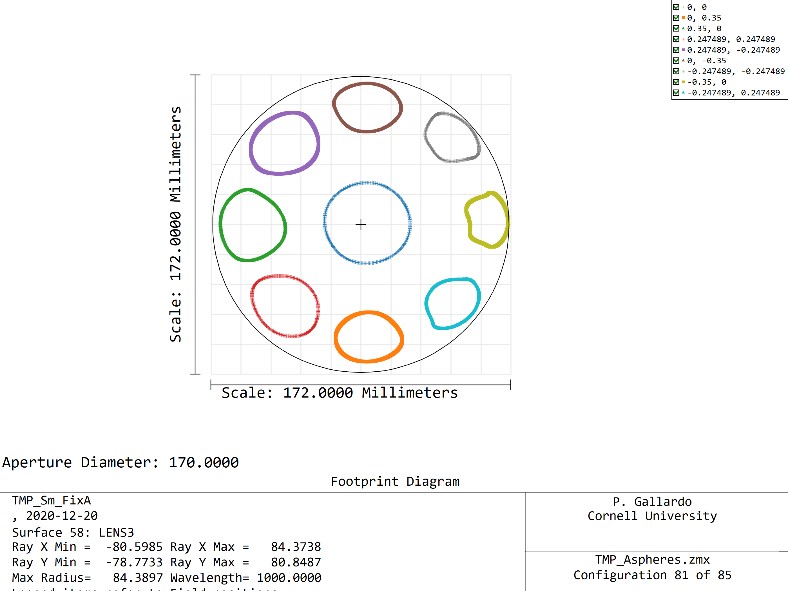 0, 0
0, 0.35
0.35, 0
0.247489, 0.247489
0.247489, -0.247489
0, -0.35
-0.247489, -0.247489
-0.35, 0
-0.247489, 0.247489
Scale: 172.0000 Millimeters
Scale: 172.0000 Millimeters
Aperture Diameter: 170.0000
Footprint Diagram
TMP_Sm_FixA
, 2020-12-20
Surface 58: LENS3
Ray X Min = -80.5985 Ray X Max = 84.3738
Ray Y Min = -78.7733 Ray Y Max = 80.8487
Max Radius= 84.3897 Wavelength= 1000.0000
P. Gallardo
Cornell University
TMP_Aspheres.zmx
Configuration 81 of 85